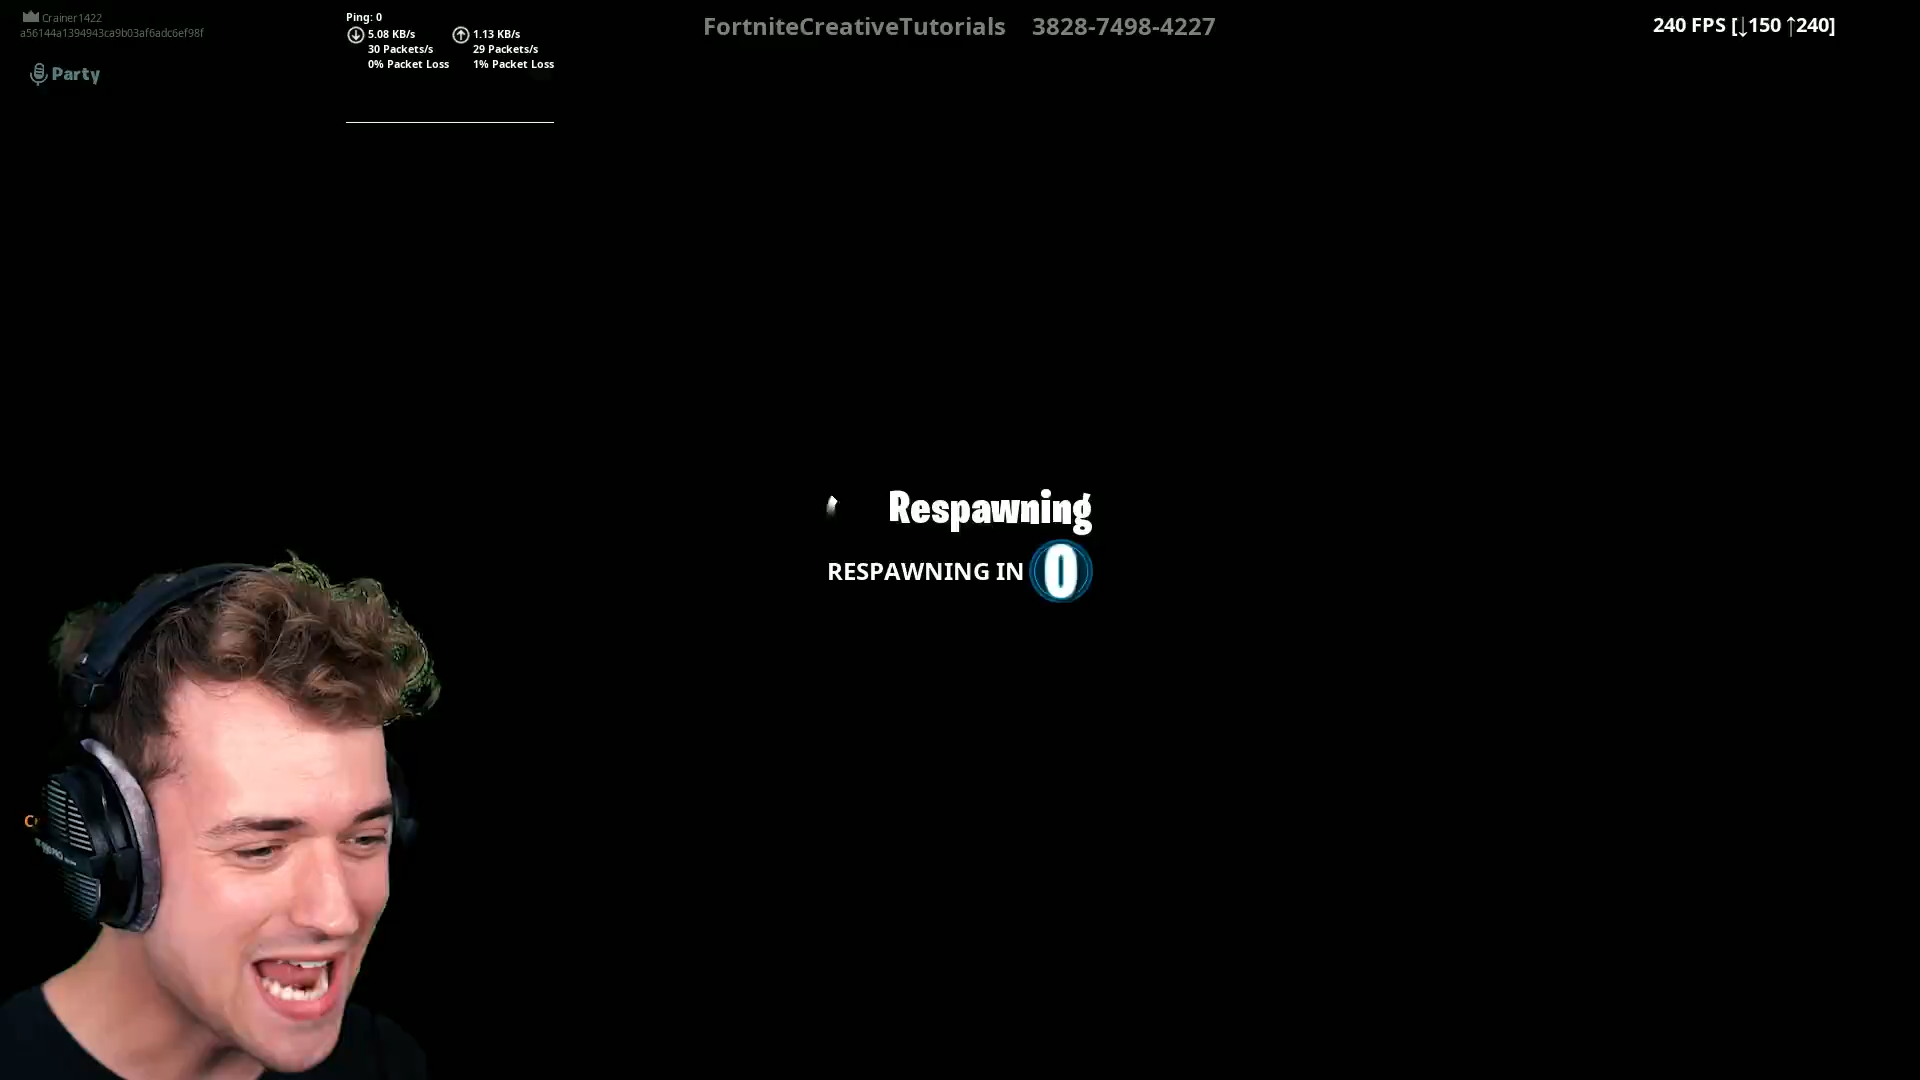 Crainer1422
a56144a1394943ca9b03af6adc6ef98f
Party
Ping: 0
5.08 KB/s 1.13 KB/s
30 Packets/s 29 Packets/s
0% Packet Loss 1% Packet Loss
FortniteCreativeTutorials 3828-7498-4227
240 FPS [↓150 ↑240]
Respawning
RESPAWNING IN 0